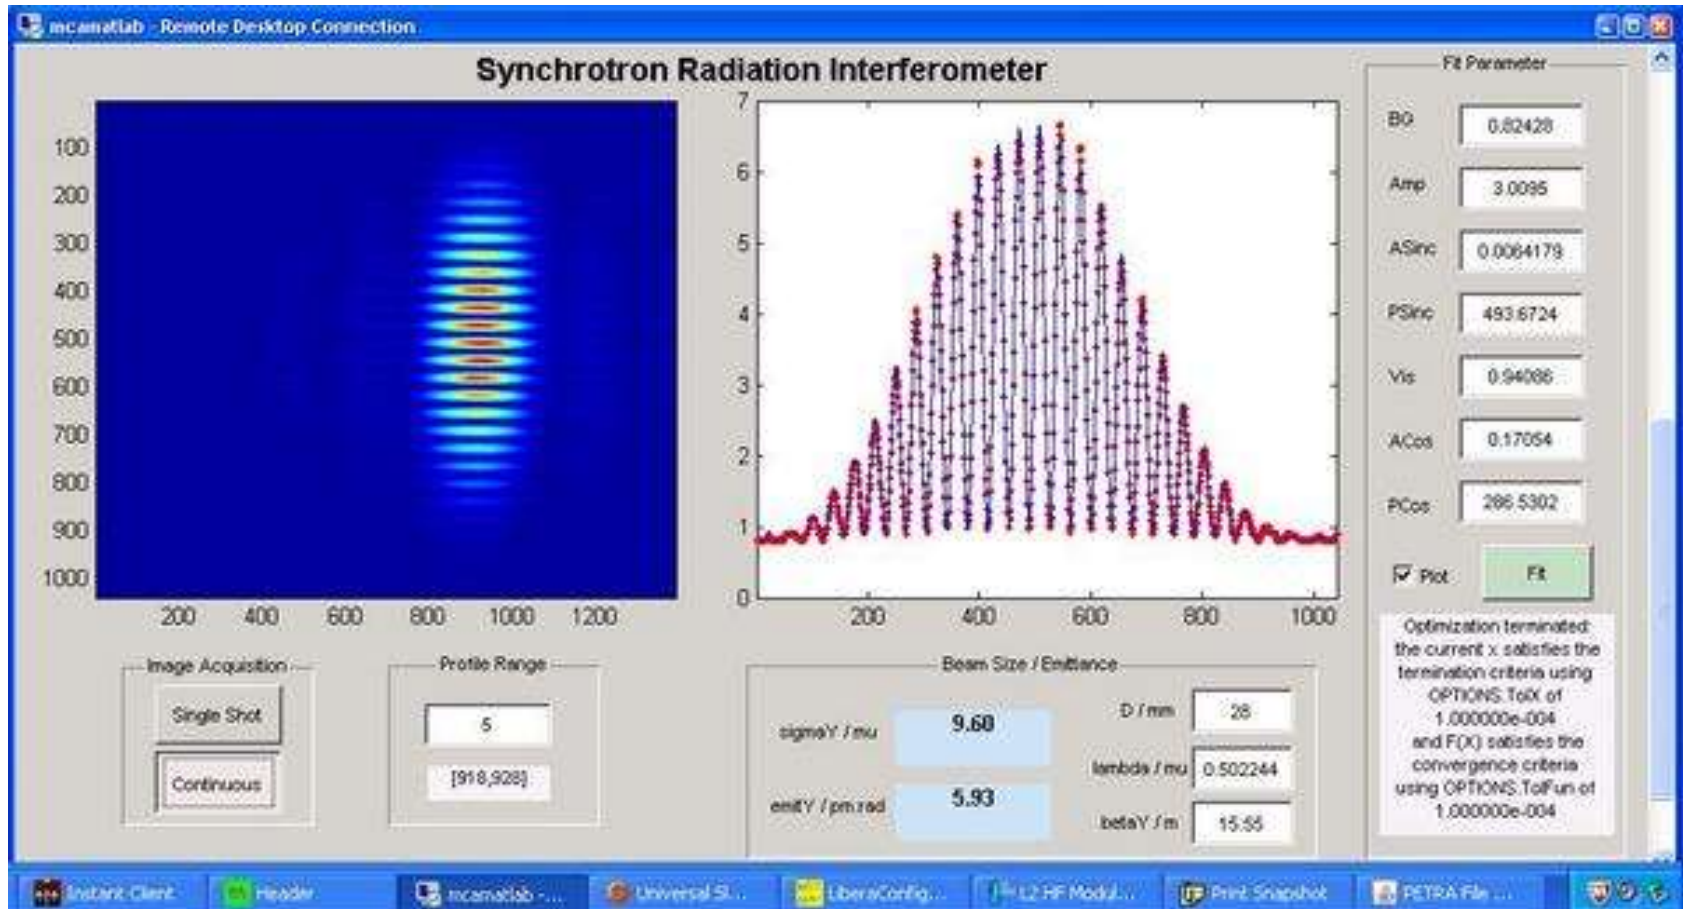 mcamatlab - Remote Desktop Connection
Synchrotron Radiation Interferometer
100
200
300
400
500
600
700
800
900
1000
200 400 600 800 1000 1200
7
6
5
4
3
2
1
0
200 400 600 800 1000
Fit Parameter
BG 0.82428
Amp 3.0095
ASinc 0.0064179
PSinc 493.6724
Vis 0.94086
ACos 0.17054
PCos 286.5302
Plot Fit
Optimization terminated:
the current x satisfies the
termination criteria using
OPTIONS.TolX of
1.000000e-004
and F(X) satisfies the
convergence criteria
using OPTIONS.TolFun of
1.000000e-004
Image Acquisition
Single Shot
Continuous
Profile Range
5
[918,928]
Beam Size / Emittance
sigmaY / mu 9.60
emitY / pm.rad 5.93
D / mm 28
lambda / mu 0.502244
betaY / m 15.55
Instant Client
Header
mcamatlab -...
Universal Sl...
LiberaConfig...
L2 HF Modul...
Print Snapshot
PETRA File ...